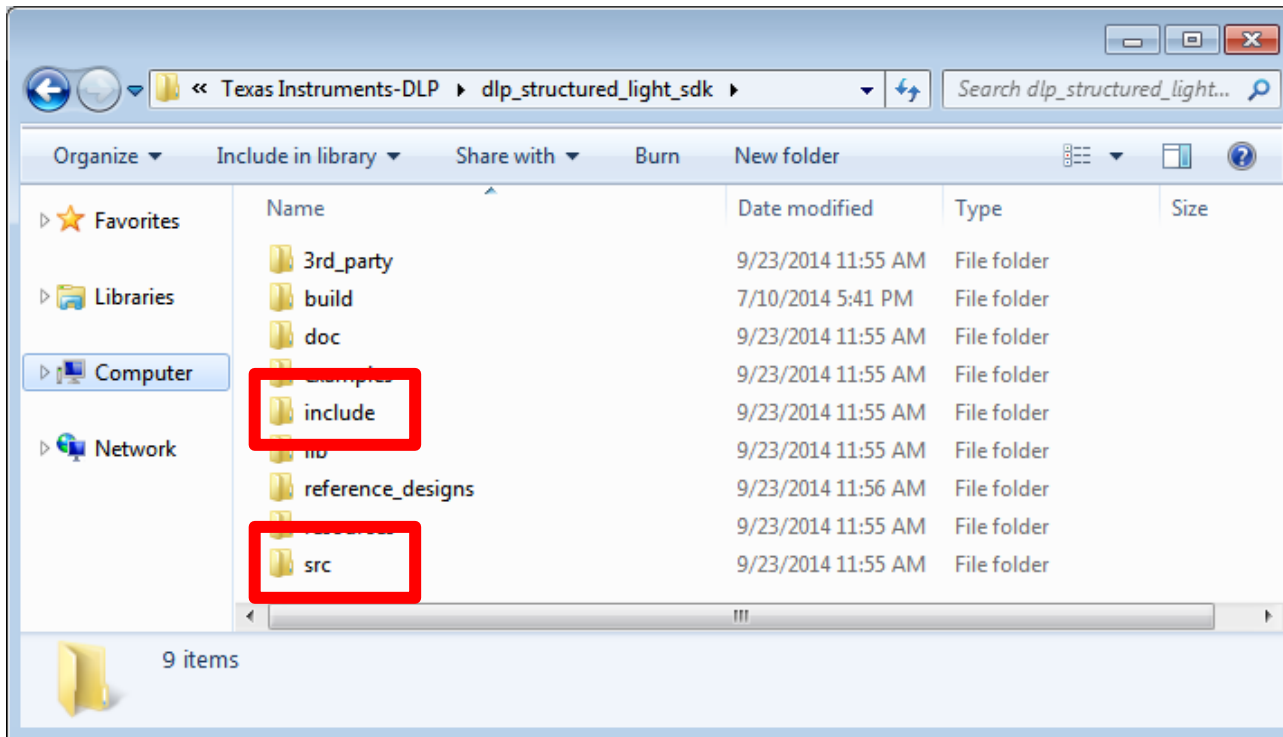 « Texas Instruments-DLP ▸ dlp_structured_light_sdk ▸ Search dlp_structured_light...
Organize Include in library Share with Burn New folder
Name Date modified Type Size
Favorites
Libraries
Computer
Network
3rd_party 9/23/2014 11:55 AM File folder
build 7/10/2014 5:41 PM File folder
doc 9/23/2014 11:55 AM File folder
examples 9/23/2014 11:55 AM File folder
include 9/23/2014 11:55 AM File folder
lib 9/23/2014 11:55 AM File folder
reference_designs 9/23/2014 11:56 AM File folder
9/23/2014 11:55 AM File folder
src 9/23/2014 11:55 AM File folder
9 items